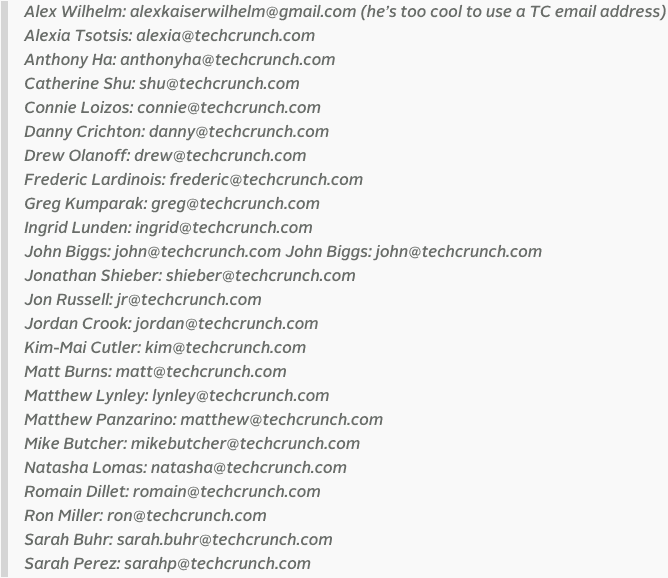 Alex Wilhelm: alexkaiserwilhelm@gmail.com (he's too cool to use a TC email address)
Alexia Tsotsis: alexia@techcrunch.com
Anthony Ha: anthonyha@techcrunch.com
Catherine Shu: shu@techcrunch.com
Connie Loizos: connie@techcrunch.com
Danny Crichton: danny@techcrunch.com
Drew Olanoff: drew@techcrunch.com
Frederic Lardinois: frederic@techcrunch.com
Greg Kumparak: greg@techcrunch.com
Ingrid Lunden: ingrid@techcrunch.com
John Biggs: john@techcrunch.com John Biggs: john@techcrunch.com
Jonathan Shieber: shieber@techcrunch.com
Jon Russell: jr@techcrunch.com
Jordan Crook: jordan@techcrunch.com
Kim-Mai Cutler: kim@techcrunch.com
Matt Burns: matt@techcrunch.com
Matthew Lynley: lynley@techcrunch.com
Matthew Panzarino: matthew@techcrunch.com
Mike Butcher: mikebutcher@techcrunch.com
Natasha Lomas: natasha@techcrunch.com
Romain Dillet: romain@techcrunch.com
Ron Miller: ron@techcrunch.com
Sarah Buhr: sarah.buhr@techcrunch.com
Sarah Perez: sarahp@techcrunch.com